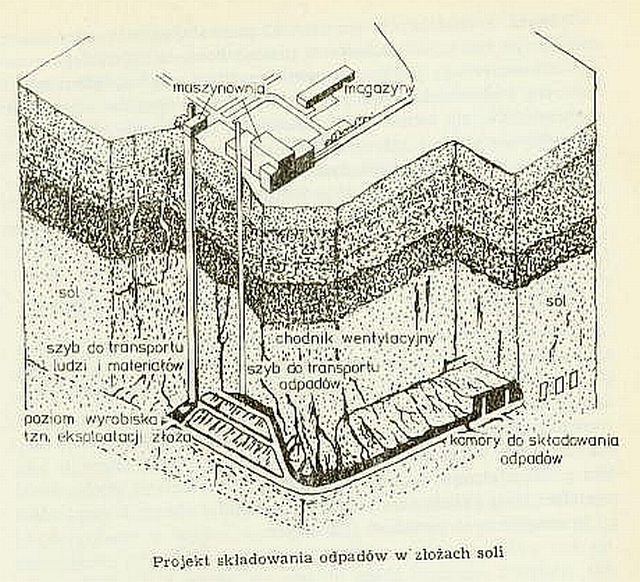 maszynownia
magazyny
sól
sól
chodnik wentylacyjny
szyb do transportu
ludzi i materiałów
szyb do transportu
odpadów
poziom wyrobiska
tzn. eksploatacji złoża
komory do składowania
odpadów
Projekt składowania odpadów w złożach soli